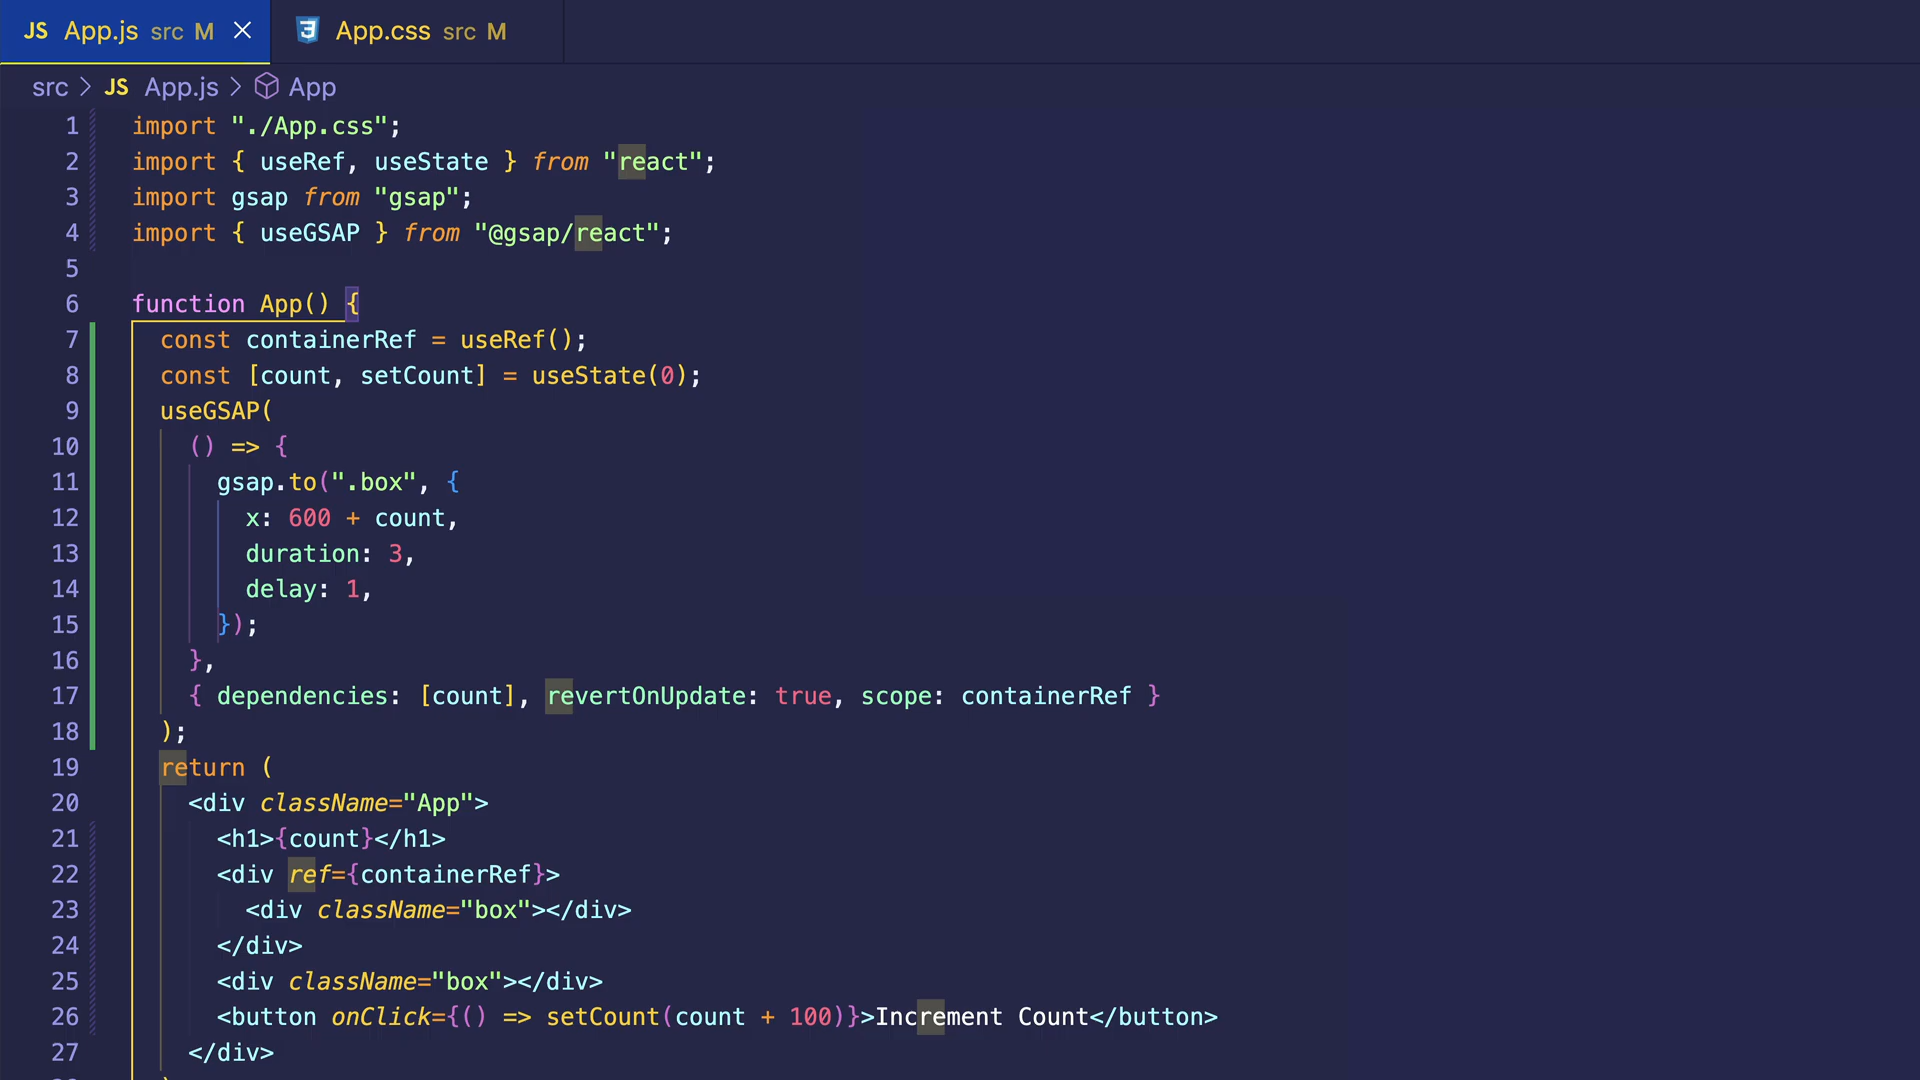 JS App.js src M × App.css src M
src > JS App.js > App
1 import "./App.css";
2 import { useRef, useState } from "react";
3 import gsap from "gsap";
4 import { useGSAP } from "@gsap/react";
5
6 function App() {
7 const containerRef = useRef();
8 const [count, setCount] = useState(0);
9 useGSAP(
10 () => {
11 gsap.to(".box", {
12 x: 600 + count,
13 duration: 3,
14 delay: 1,
15 });
16 },
17 { dependencies: [count], revertOnUpdate: true, scope: containerRef }
18 );
19 return (
20 <div className="App">
21 <h1>{count}</h1>
22 <div ref={containerRef}>
23 <div className="box"></div>
24 </div>
25 <div className="box"></div>
26 <button onClick={() => setCount(count + 100)}>Increment Count</button>
27 </div>